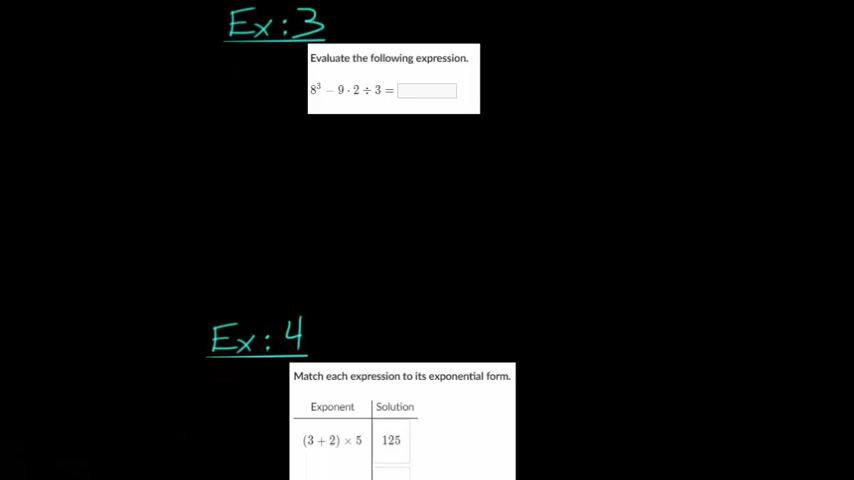 Ex:3
Evaluate the following expression.
8³ − 9 · 2 ÷ 3 =
Ex:4
Match each expression to its exponential form.
Exponent Solution
(3 + 2) × 5 125